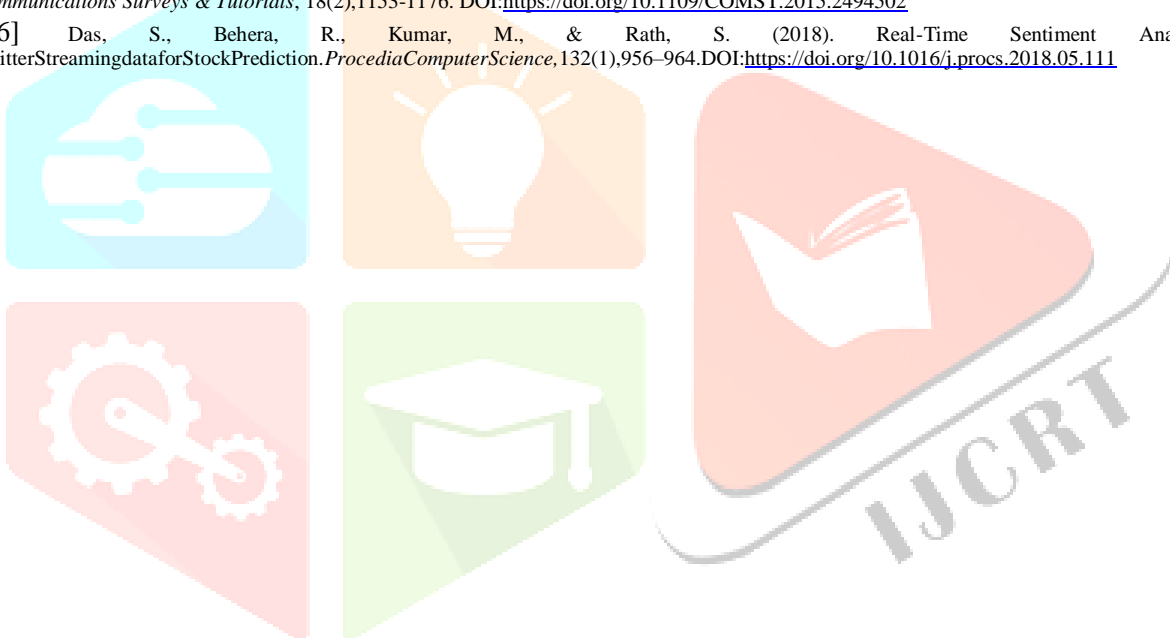 mmunications Surveys & Tutorials, 18(2),1153-1176. DOI:https://doi.org/10.1109/COMST.2015.2494502
6] Das, S., Behera, R., Kumar, M., & Rath, S. (2018). Real-Time Sentiment Ana
itterStreamingdataforStockPrediction.ProcediaComputerScience,132(1),956–964.DOI:https://doi.org/10.1016/j.procs.2018.05.111
IJCRT